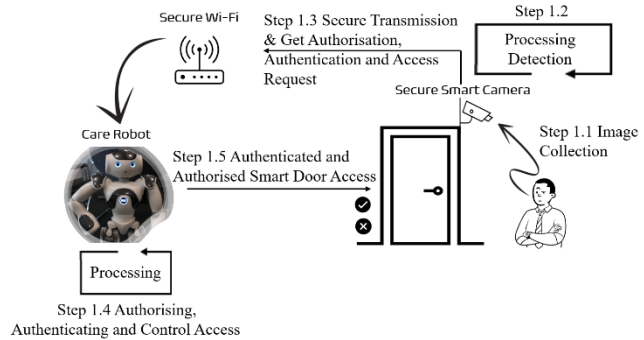 Secure Wi-Fi
Step 1.3 Secure Transmission
& Get Authorisation,
Authentication and Access
Request
Step 1.2
Processing
Detection
Secure Smart Camera
Step 1.1 Image
Collection
Care Robot
Step 1.5 Authenticated and
Authorised Smart Door Access
Processing
Step 1.4 Authorising,
Authenticating and Control Access